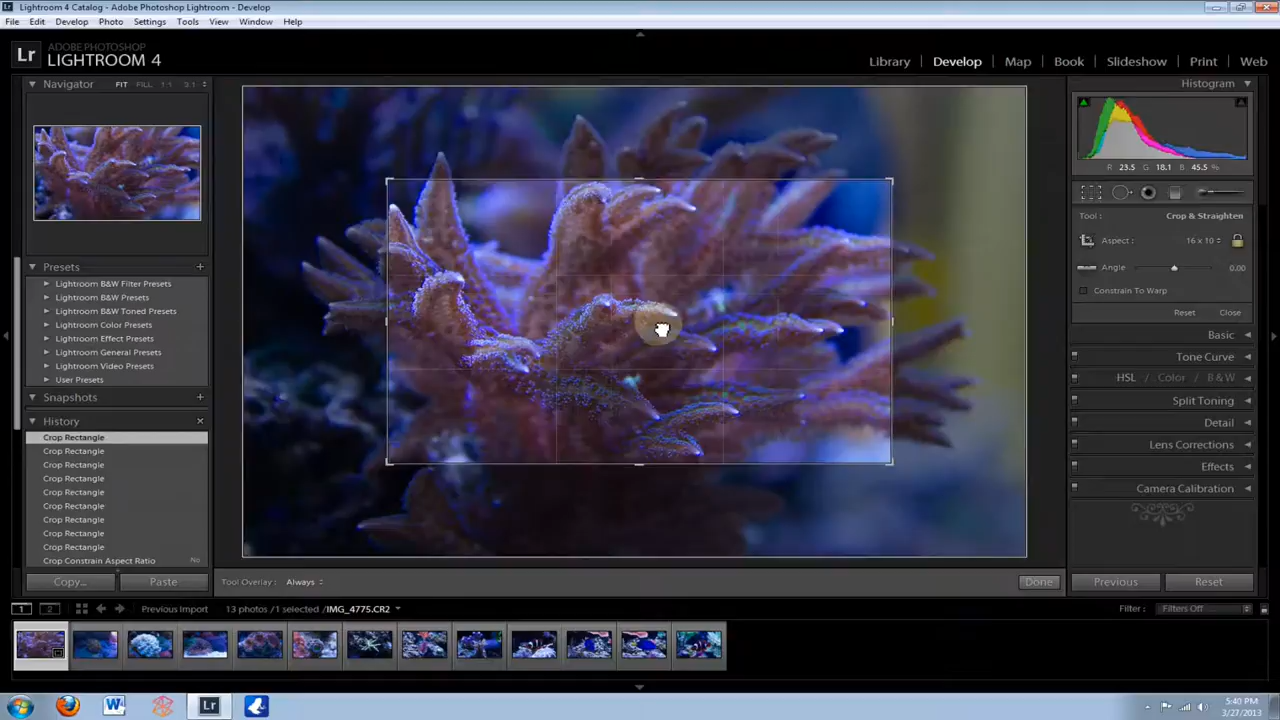 Lightroom 4 Catalog - Adobe Photoshop Lightroom - Develop
File Edit Develop Photo Settings Tools View Window Help
Lr ADOBE PHOTOSHOP
LIGHTROOM 4
Library Develop Map Book Slideshow Print Web
Navigator FIT FILL 1:1 3:1
Histogram
R 23.5 G 18.1 B 45.5 %
Tool : Crop & Straighten
Aspect : 16 x 10
Angle 0.00
Constrain To Warp
Reset Close
Presets
Lightroom B&W Filter Presets
Lightroom B&W Presets
Lightroom B&W Toned Presets
Lightroom Color Presets
Lightroom Effect Presets
Lightroom General Presets
Lightroom Video Presets
User Presets
Snapshots
History
Crop Rectangle
Crop Rectangle
Crop Rectangle
Crop Rectangle
Crop Rectangle
Crop Rectangle
Crop Rectangle
Crop Rectangle
Crop Rectangle
Crop Constrain Aspect Ratio No
Copy... Paste
Basic
Tone Curve
HSL / Color / B & W
Split Toning
Detail
Lens Corrections
Effects
Camera Calibration
Tool Overlay : Always Done
Previous Reset
1 2 Previous Import 13 photos / 1 selected / IMG_4775.CR2 Filter : Filters Off
W Lr
5:40 PM
3/27/2013